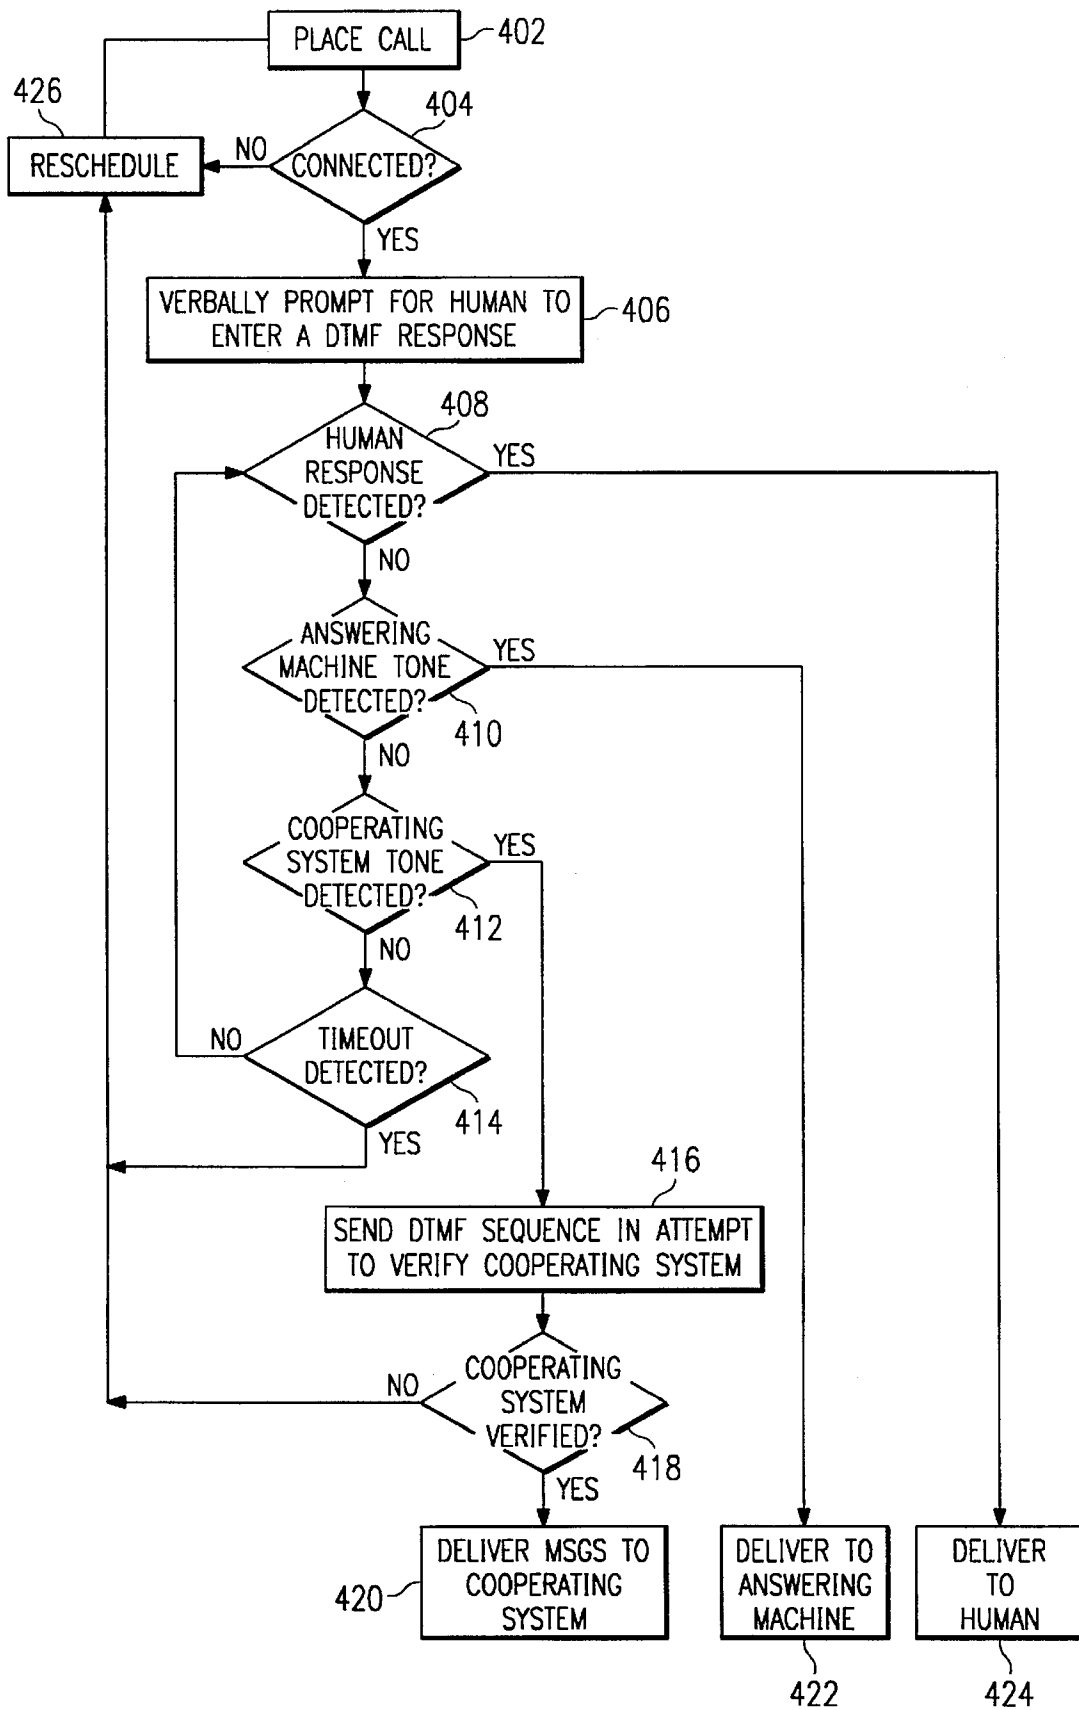 PLACE CALL
402
426
404
RESCHEDULE
NO
CONNECTED?
YES
VERBALLY PROMPT FOR HUMAN TO
ENTER A DTMF RESPONSE
406
408
HUMAN
RESPONSE
DETECTED?
YES
NO
ANSWERING
MACHINE TONE
DETECTED?
YES
410
NO
COOPERATING
SYSTEM TONE
DETECTED?
YES
412
NO
NO
TIMEOUT
DETECTED?
414
YES
416
SEND DTMF SEQUENCE IN ATTEMPT
TO VERIFY COOPERATING SYSTEM
NO
COOPERATING
SYSTEM
VERIFIED?
418
YES
420
DELIVER MSGS TO
COOPERATING
SYSTEM
DELIVER TO
ANSWERING
MACHINE
DELIVER
TO
HUMAN
422
424